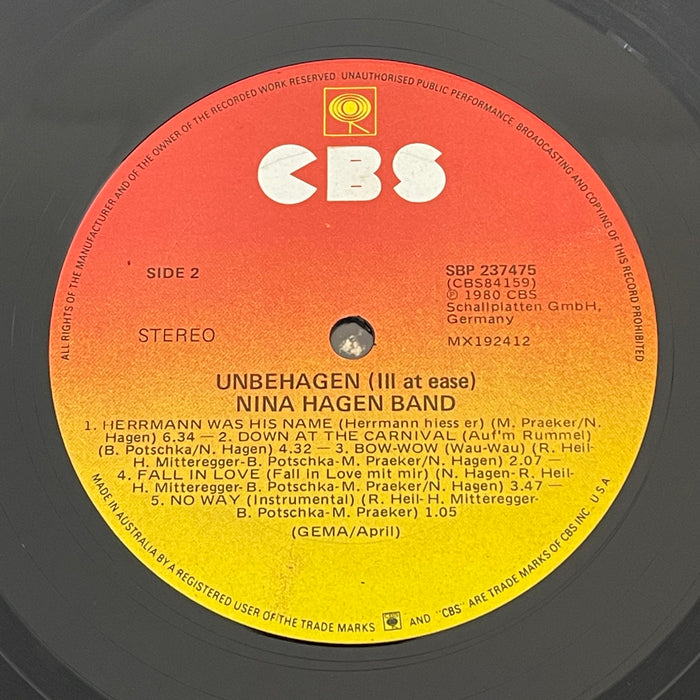 ALL RIGHTS OF THE MANUFACTURER AND OF THE OWNER OF THE RECORDED WORK RESERVED UNAUTHORISED PUBLIC PERFORMANCE, BROADCASTING AND COPYING OF THIS RECORD PROHIBITED
CBS
SIDE 2
STEREO
SBP 237475
(CBS84159)
℗ 1980 CBS
Schallplatten GmbH,
Germany
MX192412
UNBEHAGEN (Ill at ease)
NINA HAGEN BAND
1. HERRMANN WAS HIS NAME (Herrmann hiess er) (M. Praeker/N.
Hagen) 6.34 — 2. DOWN AT THE CARNIVAL (Auf'm Rummel)
(B. Potschka/N. Hagen) 4.32 — 3. BOW-WOW (Wau-Wau) (R. Heil-
H. Mitteregger-B. Potschka-M. Praeker/N. Hagen) 2.07 —
4. FALL IN LOVE (Fall in Love mit mir) (N. Hagen-R. Heil-
H. Mitteregger-B. Potschka-M. Praeker/N. Hagen) 3.47 —
5. NO WAY (Instrumental) (R. Heil-H. Mitteregger-
B. Potschka-M. Praeker) 1.05
(GEMA/April)
MADE IN AUSTRALIA BY A REGISTERED USER OF THE TRADE MARKS CBS AND "CBS" ARE TRADE MARKS OF CBS INC. U S A